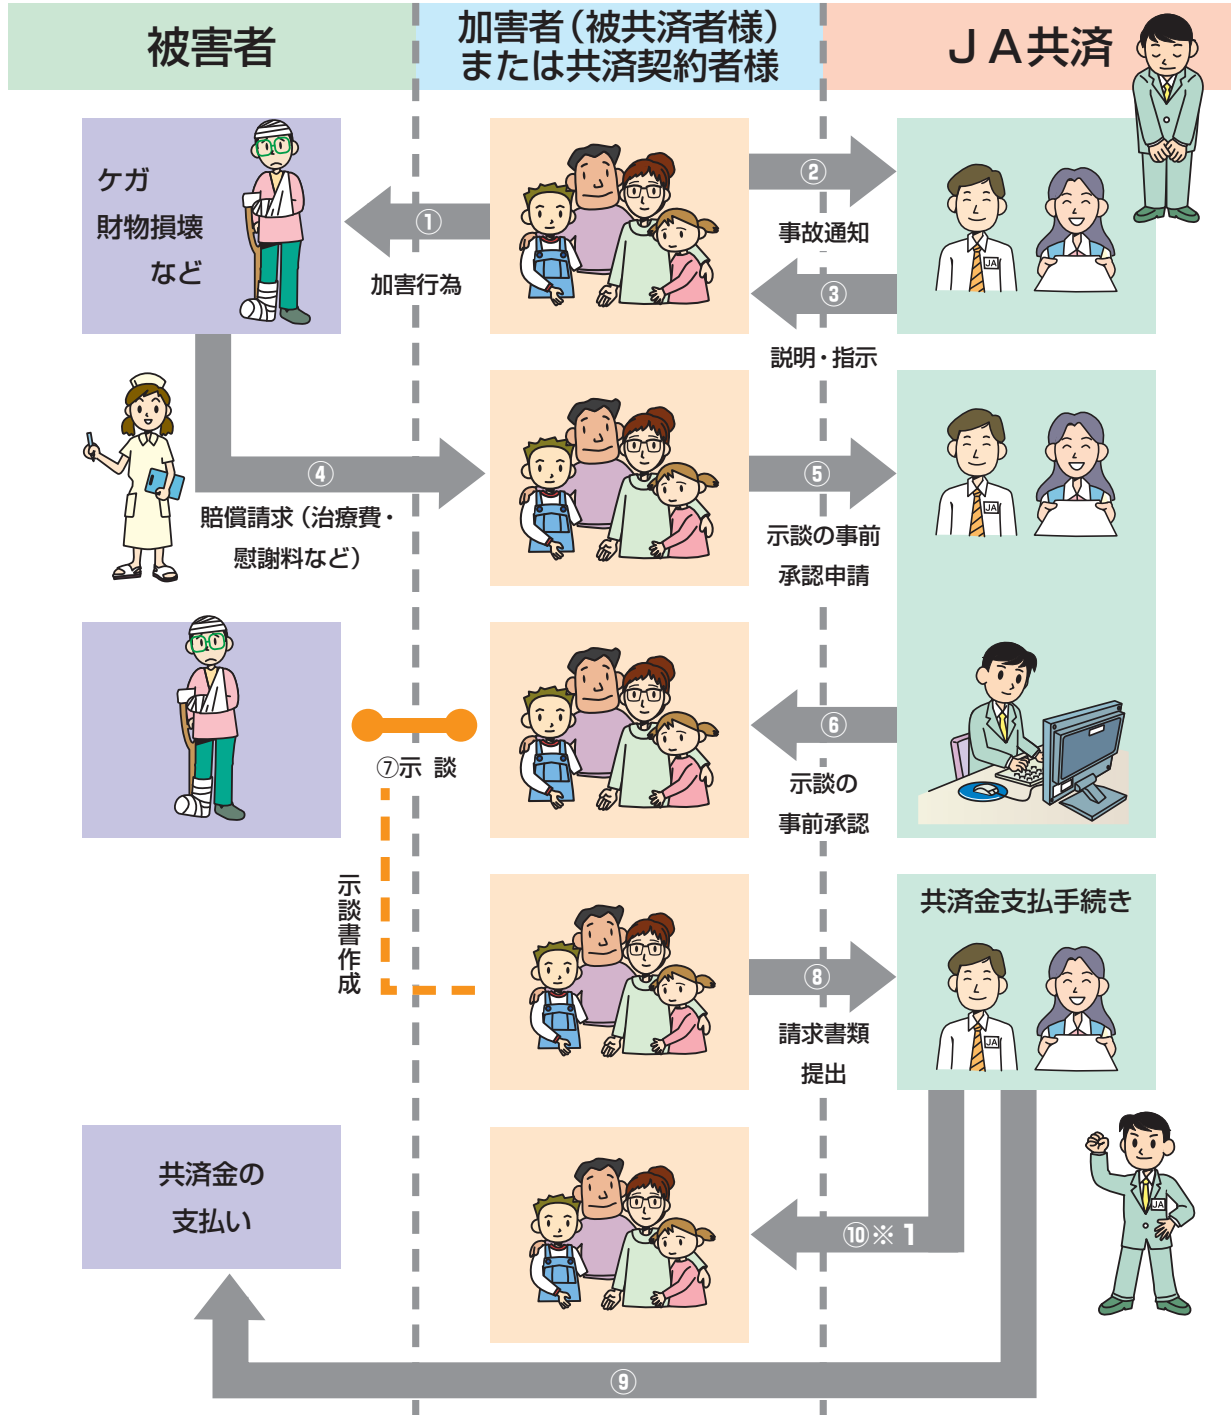 被害者
加害者（被共済者様）
または共済契約者様
ＪＡ共済
ケガ
財物損壊
など
①
加害行為
②
事故通知
JA
③
説明・指示
④
賠償請求（治療費・
慰謝料など）
⑤
示談の事前
承認申請
JA
⑥
示談の
事前承認
⑦示 談
示談書作成
⑧
請求書類
提出
共済金支払手続き
JA
共済金の
支払い
⑩※1
JA
⑨